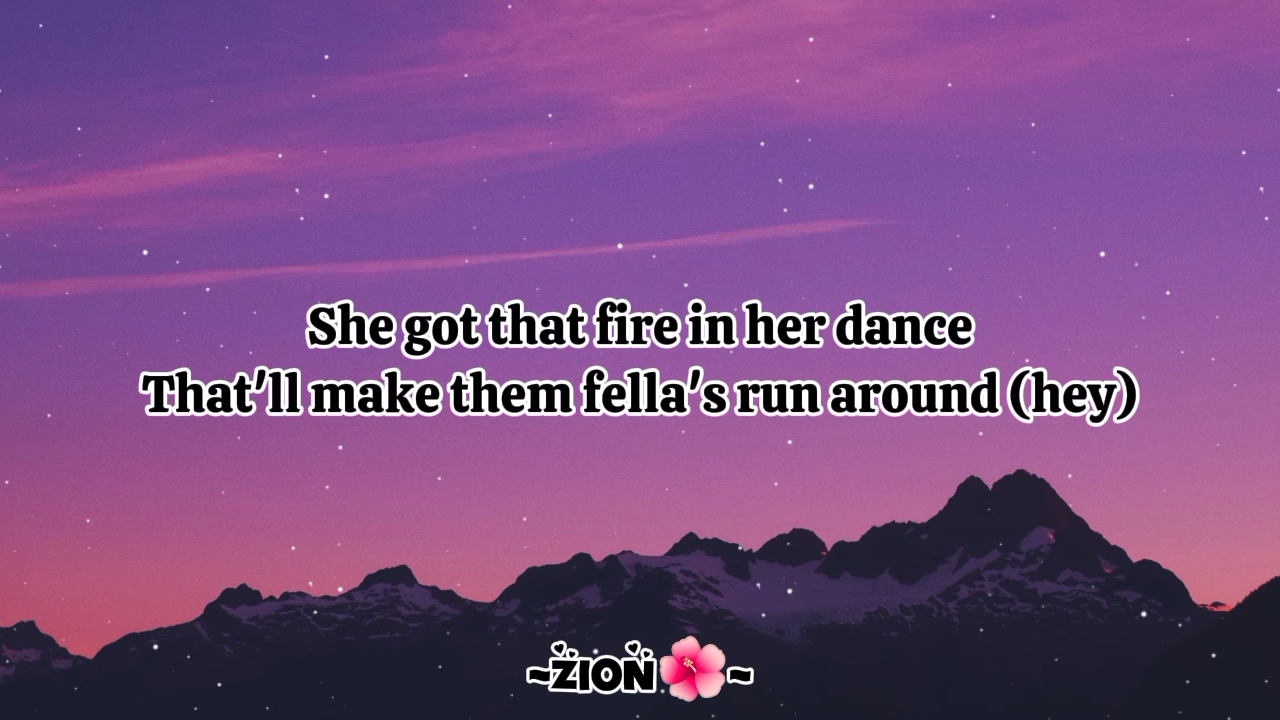 She got that fire in her dance
That'll make them fella's run around (hey)
~ZION🌺~